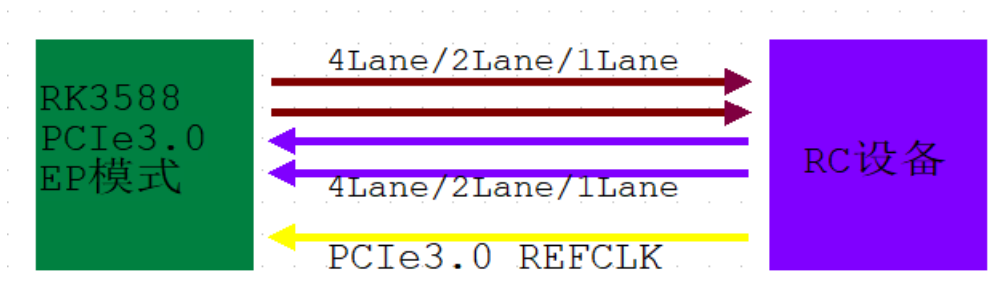 RK3588
PCIe3.0
EP模式
4Lane/2Lane/1Lane
4Lane/2Lane/1Lane
PCIe3.0 REFCLK
RC设备